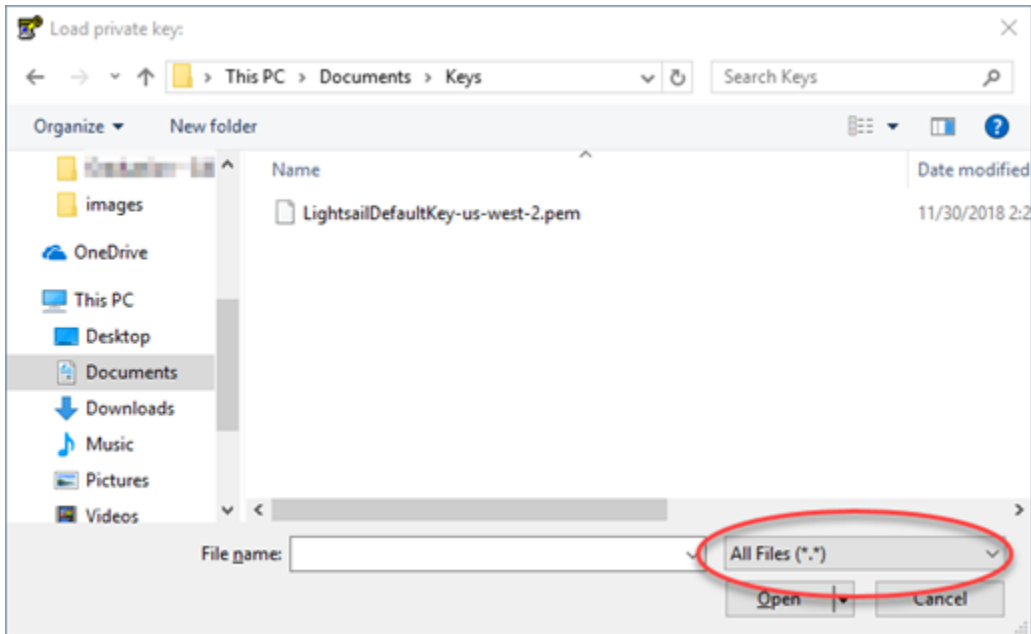 Load private key:
This PC > Documents > Keys
Search Keys
Organize
New folder
Name
Date modified
images
LightsailDefaultKey-us-west-2.pem
11/30/2018 2:2
OneDrive
This PC
Desktop
Documents
Downloads
Music
Pictures
Videos
File name:
All Files (*.*)
Open
Cancel